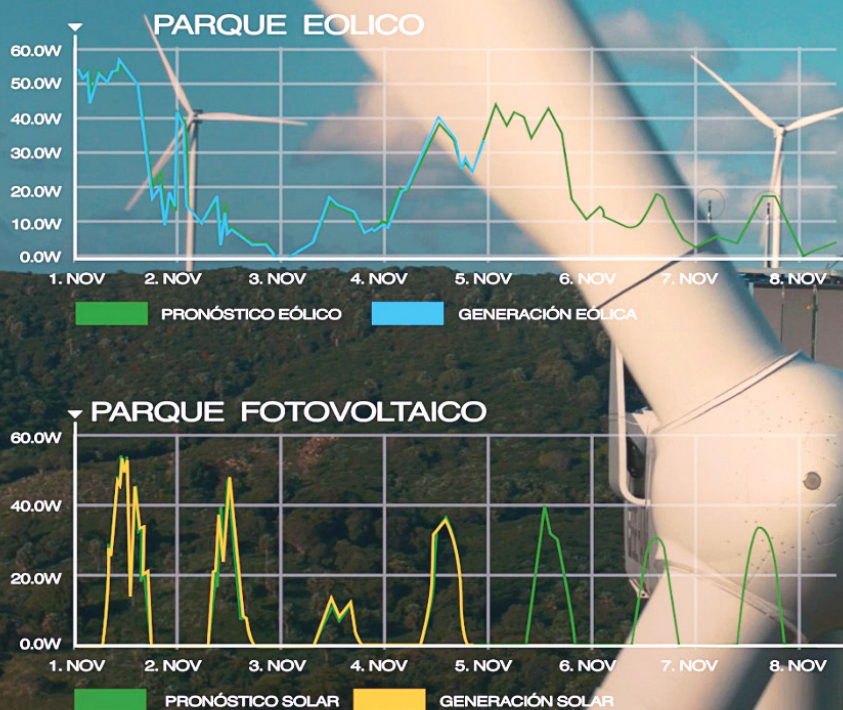 PARQUE EOLICO
60.0W
50.0W
40.0W
30.0W
20.0W
10.0W
0.0W
1. NOV 2. NOV 3. NOV 4. NOV 5. NOV 6. NOV 7. NOV 8. NOV
PRONÓSTICO EÓLICO GENERACIÓN EÓLICA
PARQUE FOTOVOLTAICO
60.0W
40.0W
20.0W
0.0W
1. NOV 2. NOV 3. NOV 4. NOV 5. NOV 6. NOV 7. NOV 8. NOV
PRONÓSTICO SOLAR GENERACIÓN SOLAR